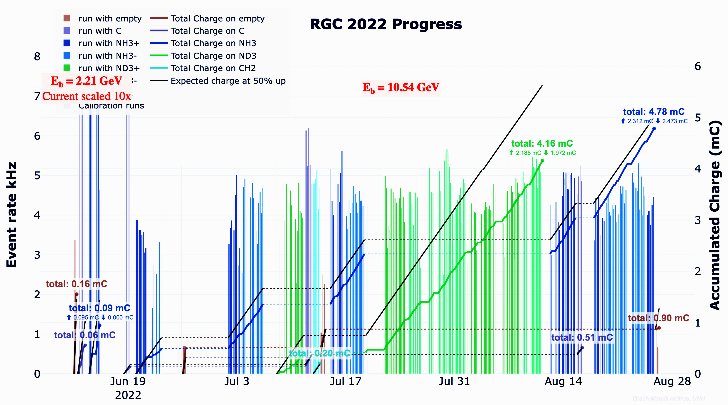 RGC 2022 Progress
run with empty
run with C
run with NH3+
run with NH3-
run with ND3+
Calibration runs
Total Charge on empty
Total Charge on C
Total Charge on NH3
Total Charge on ND3
Total Charge on CH2
Expected charge at 50% up
Eb = 2.21 GeV
Current scaled 10x
Eb = 10.54 GeV
Event rate kHz
8
7
6
5
4
3
2
1
0
Accumulated Charge (mC)
6
5
4
3
2
1
0
total: 0.16 mC
total: 0.09 mC
total: 0.06 mC
total: 0.20 mC
total: 4.16 mC
total: 4.78 mC
total: 0.51 mC
total: 0.90 mC
Jun 19
2022
Jul 3
Jul 17
Jul 31
Aug 14
Aug 28